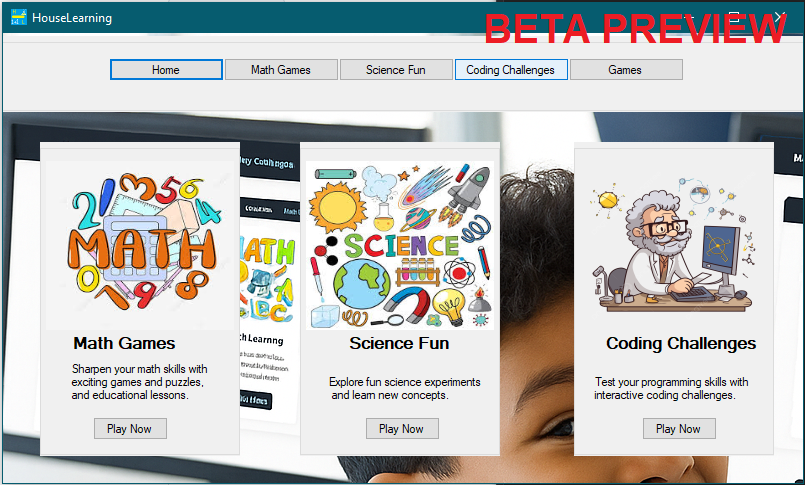 HouseLearning
BETA PREVIEW
Home
Math Games
Science Fun
Coding Challenges
Games
MATH
SCIENCE
Math Games
Sharpen your math skills with
exciting games and puzzles,
and educational lessons.
Play Now
Science Fun
Explore fun science experiments
and learn new concepts.
Play Now
Coding Challenges
Test your programming skills with
interactive coding challenges.
Play Now